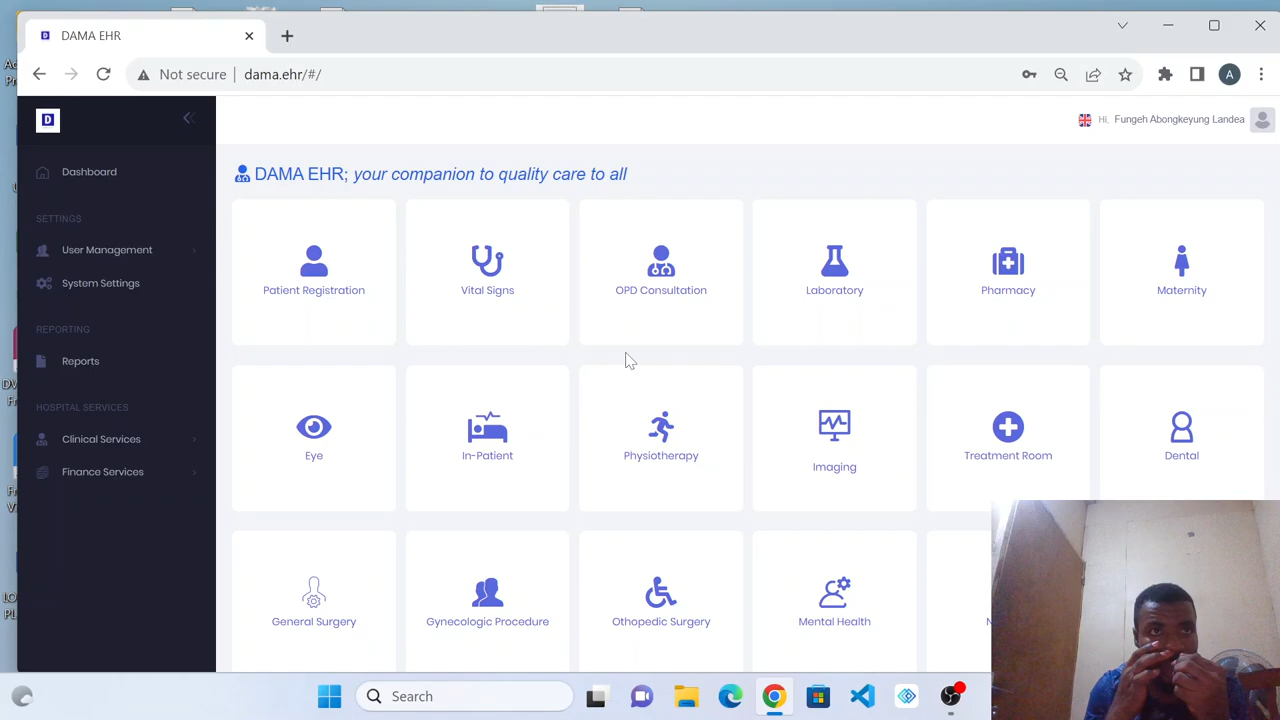 DAMA EHR
Not secure
dama.ehr/#/
A
D
Hi, Fungeh Abongkeyung Landea
Dashboard
SETTINGS
User Management
System Settings
REPORTING
Reports
HOSPITAL SERVICES
Clinical Services
Finance Services
DAMA EHR; your companion to quality care to all
Patient Registration
Vital Signs
OPD Consultation
Laboratory
Pharmacy
Maternity
Eye
In-Patient
Physiotherapy
Imaging
Treatment Room
Dental
General Surgery
Gynecologic Procedure
Othopedic Surgery
Mental Health
Search